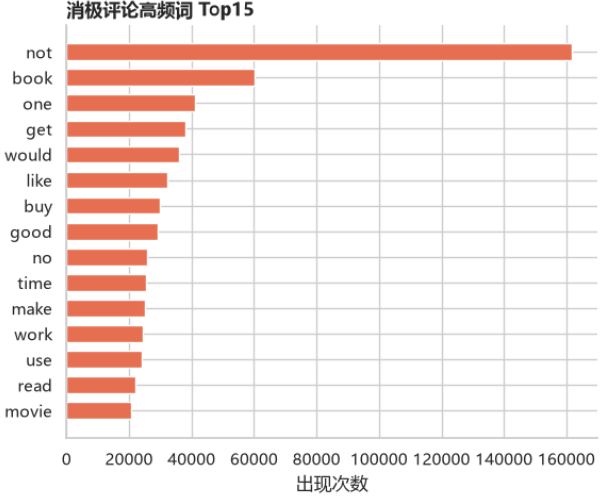 消极评论高频词 Top15
not
book
one
get
would
like
buy
good
no
time
make
work
use
read
movie
0 20000 40000 60000 80000 100000 120000 140000 160000
出现次数